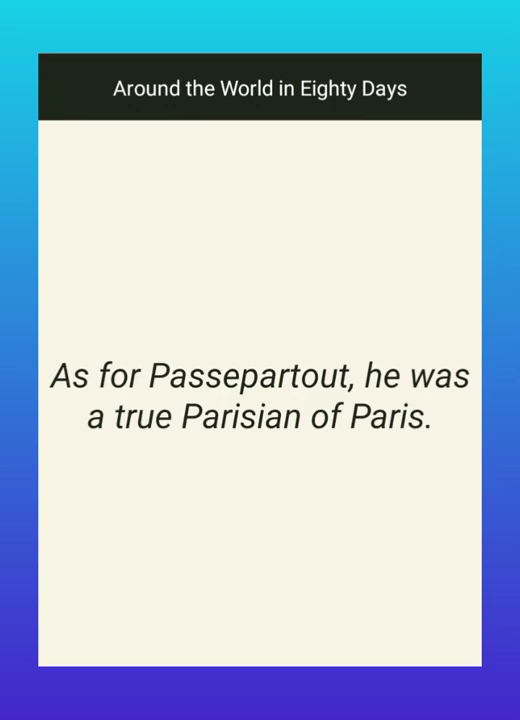 Around the World in Eighty Days
As for Passepartout, he was
a true Parisian of Paris.